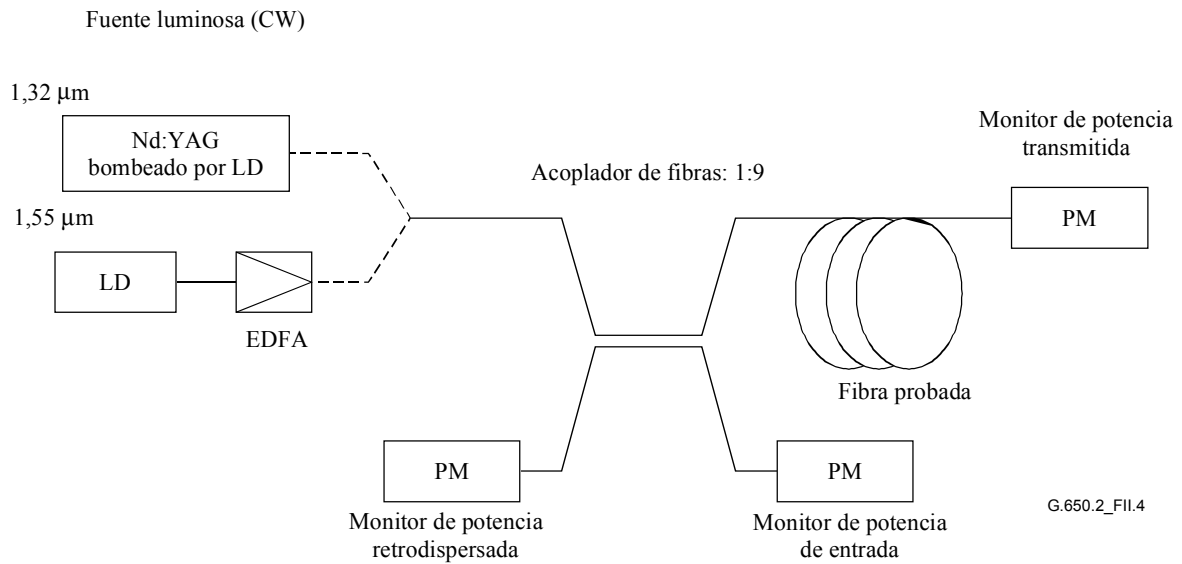 Fuente luminosa (CW)
1,32 µm
Nd:YAG
bombeado por LD
1,55 µm
LD
EDFA
Acoplador de fibras: 1:9
Monitor de potencia
transmitida
PM
Fibra probada
PM
Monitor de potencia
retrodispersada
PM
Monitor de potencia
de entrada
G.650.2_FII.4